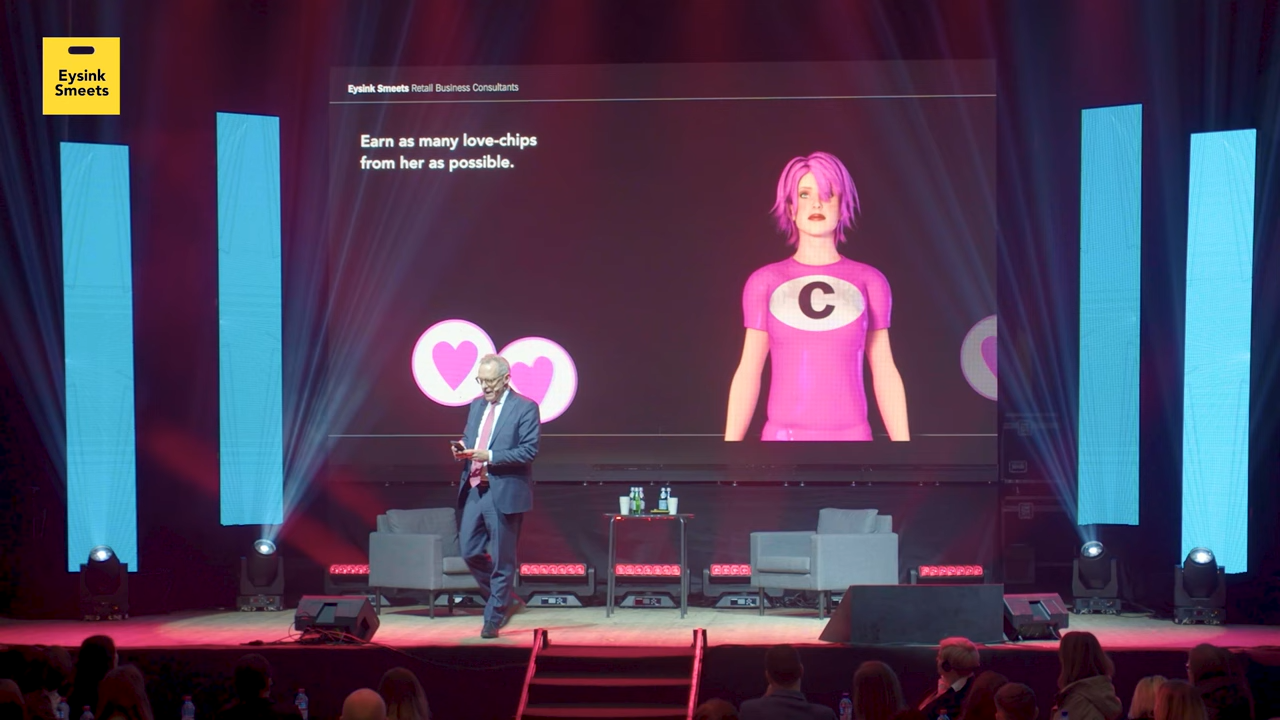 Eysink
Smeets
Eysink Smeets Retail Business Consultants
Earn as many love-chips
from her as possible.
C